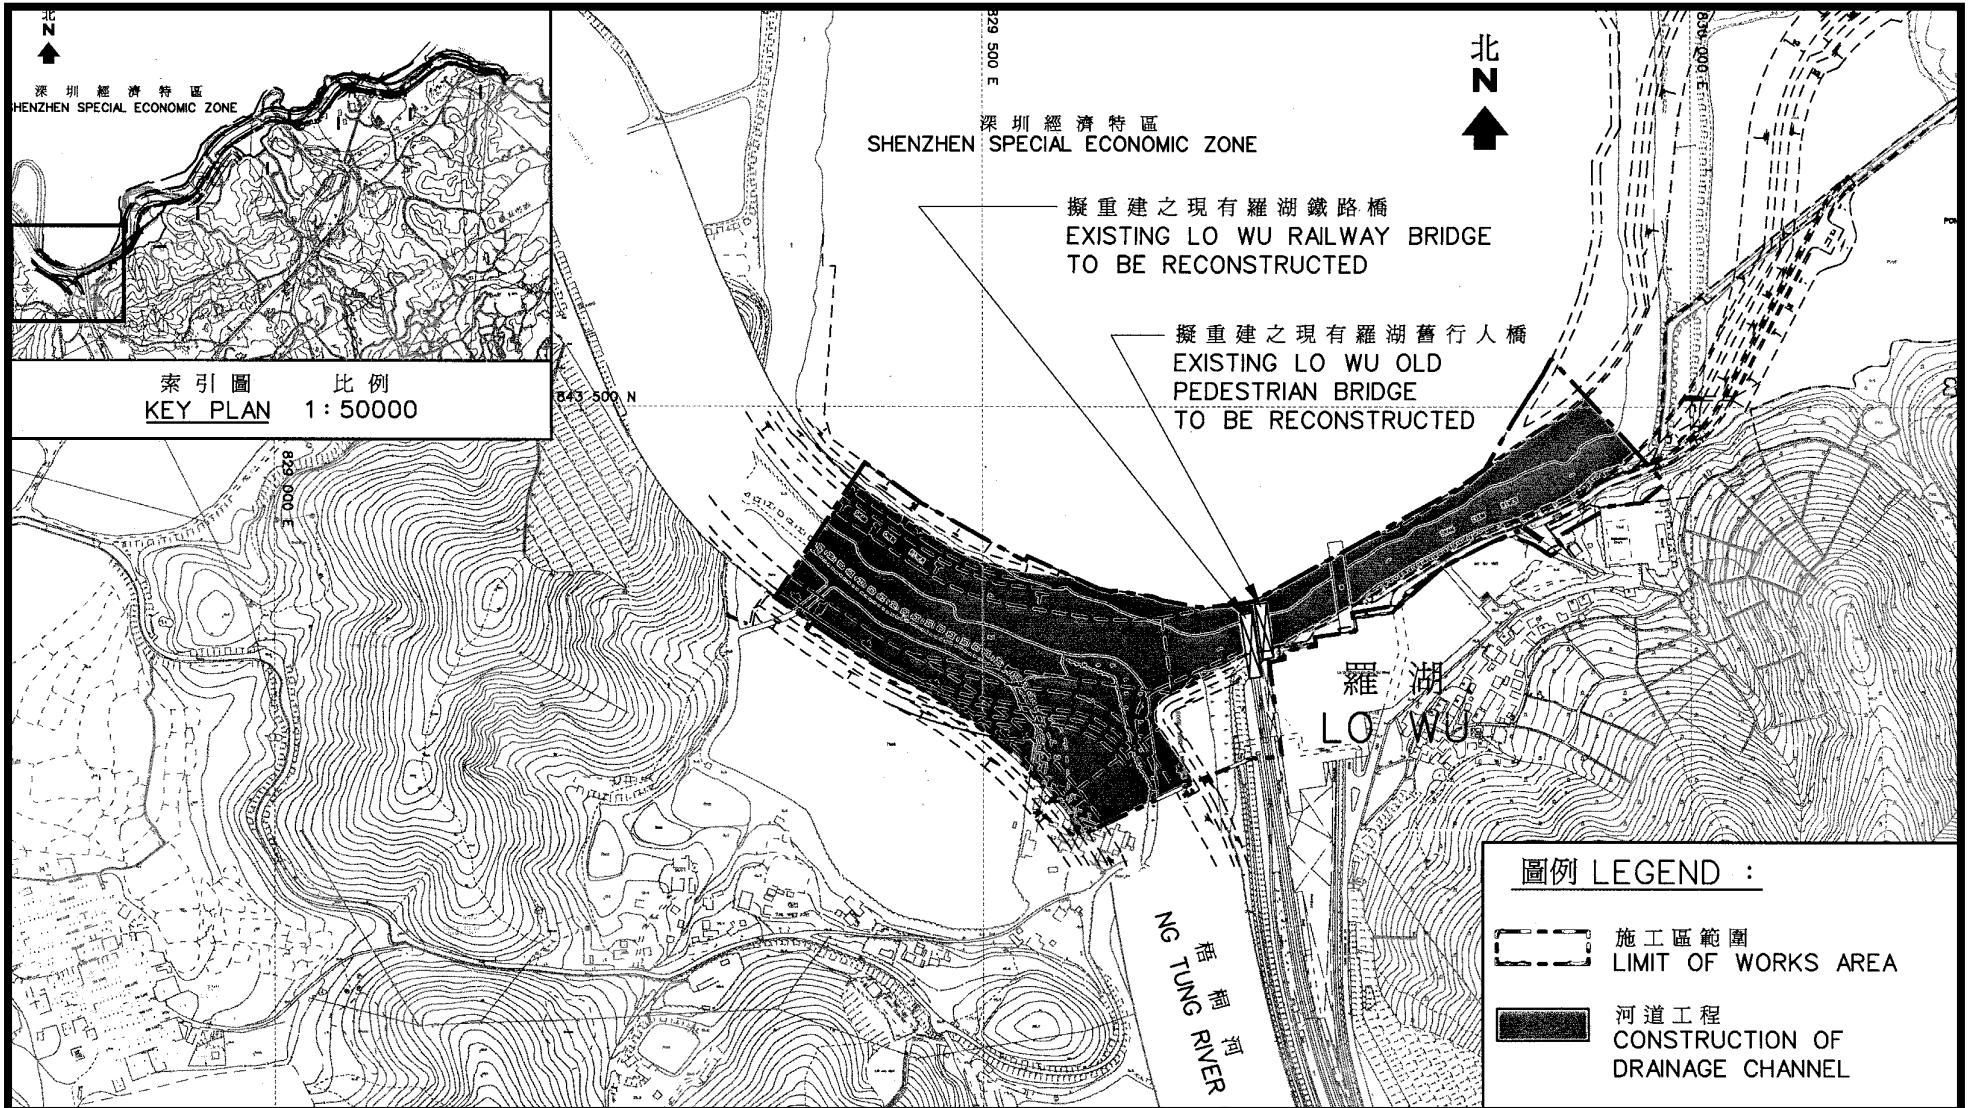 北
N
深圳經濟特區
SHENZHEN SPECIAL ECONOMIC ZONE
索引圖 比例
KEY PLAN 1:50000
829 500 E
830 000 E
843 500 N
829 000 E
北
N
深圳經濟特區
SHENZHEN SPECIAL ECONOMIC ZONE
擬重建之現有羅湖鐵路橋
EXISTING LO WU RAILWAY BRIDGE
TO BE RECONSTRUCTED
擬重建之現有羅湖舊行人橋
EXISTING LO WU OLD
PEDESTRIAN BRIDGE
TO BE RECONSTRUCTED
羅湖
LO WU
梧桐河
NG TUNG RIVER
圖例 LEGEND :
施工區範圍
LIMIT OF WORKS AREA
河道工程
CONSTRUCTION OF
DRAINAGE CHANNEL